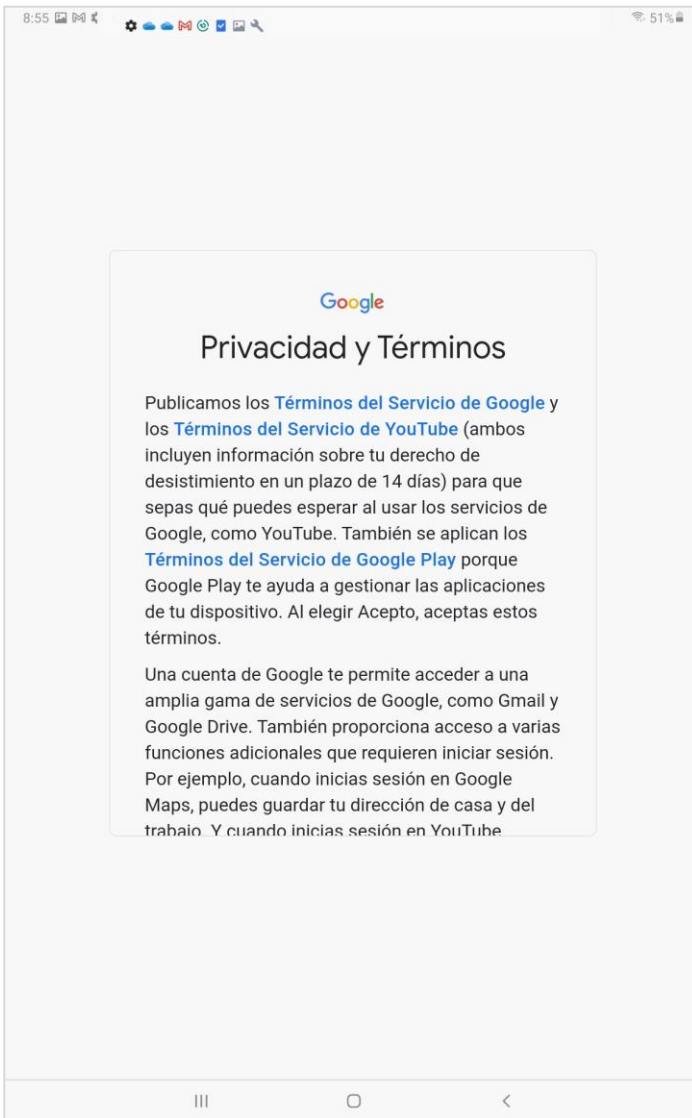 8:55
51%
Google
Privacidad y Términos
Publicamos los Términos del Servicio de Google y
los Términos del Servicio de YouTube (ambos
incluyen información sobre tu derecho de
desistimiento en un plazo de 14 días) para que
sepas qué puedes esperar al usar los servicios de
Google, como YouTube. También se aplican los
Términos del Servicio de Google Play porque
Google Play te ayuda a gestionar las aplicaciones
de tu dispositivo. Al elegir Acepto, aceptas estos
términos.
Una cuenta de Google te permite acceder a una
amplia gama de servicios de Google, como Gmail y
Google Drive. También proporciona acceso a varias
funciones adicionales que requieren iniciar sesión.
Por ejemplo, cuando inicias sesión en Google
Maps, puedes guardar tu dirección de casa y del
trabajo. Y cuando inicias sesión en YouTube